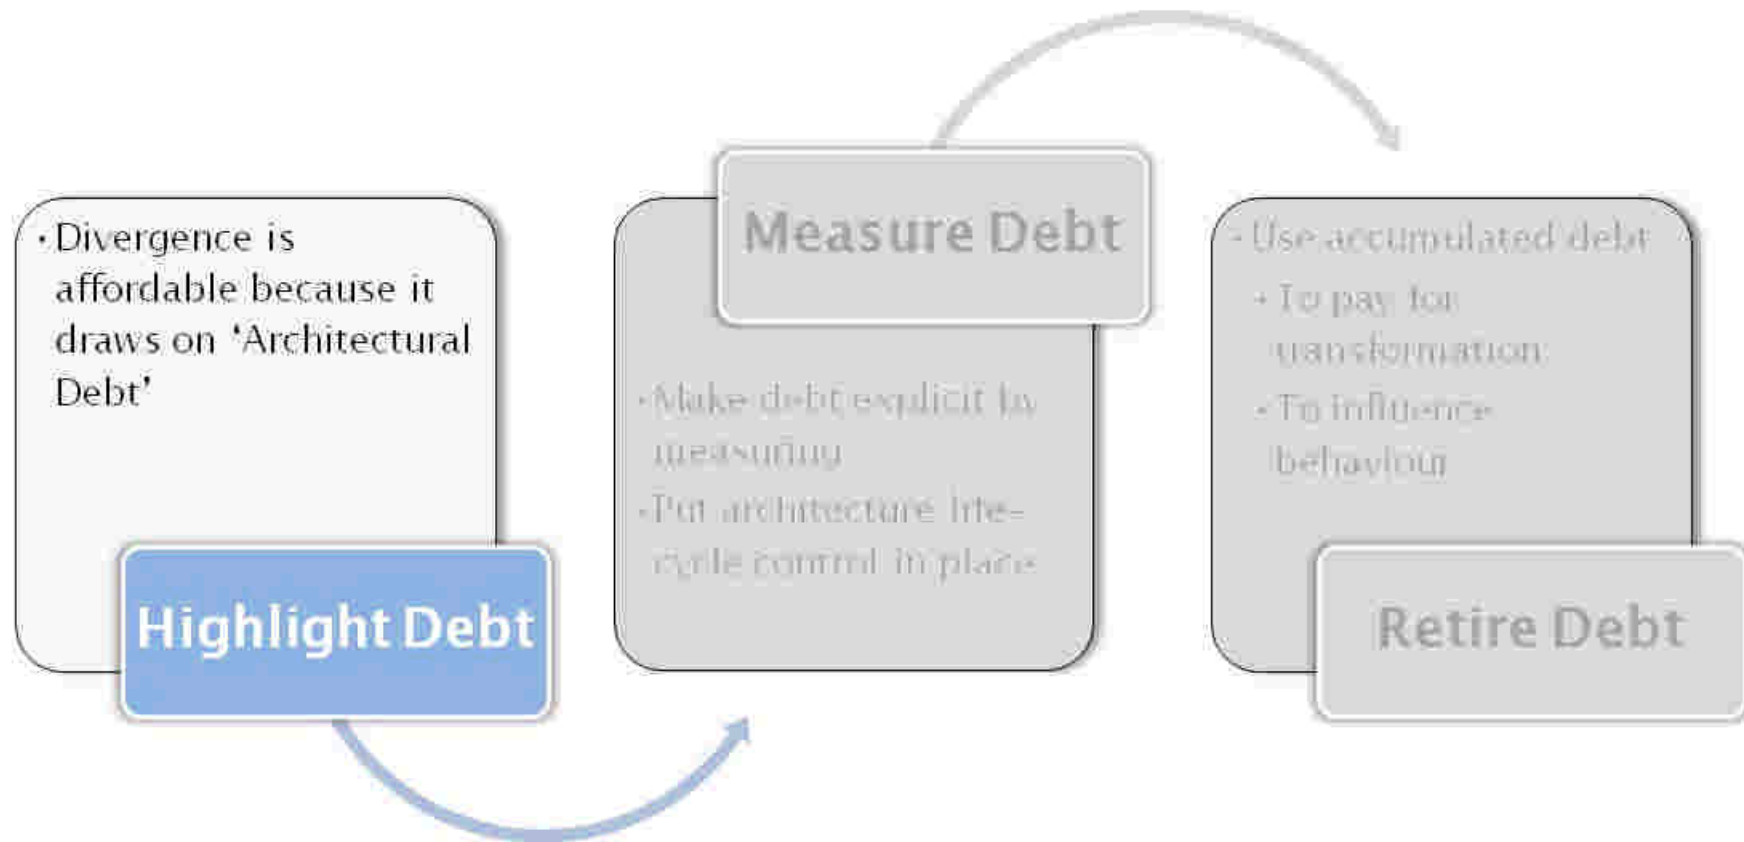 · Divergence is
affordable because it
draws on ‘Architectural
Debt’
Highlight Debt
Measure Debt
· Make debt explicit by
measuring
· Put architecture life-
cycle control in place
· Use accumulated debt
· To pay for
transformation
· To influence
behaviour
Retire Debt